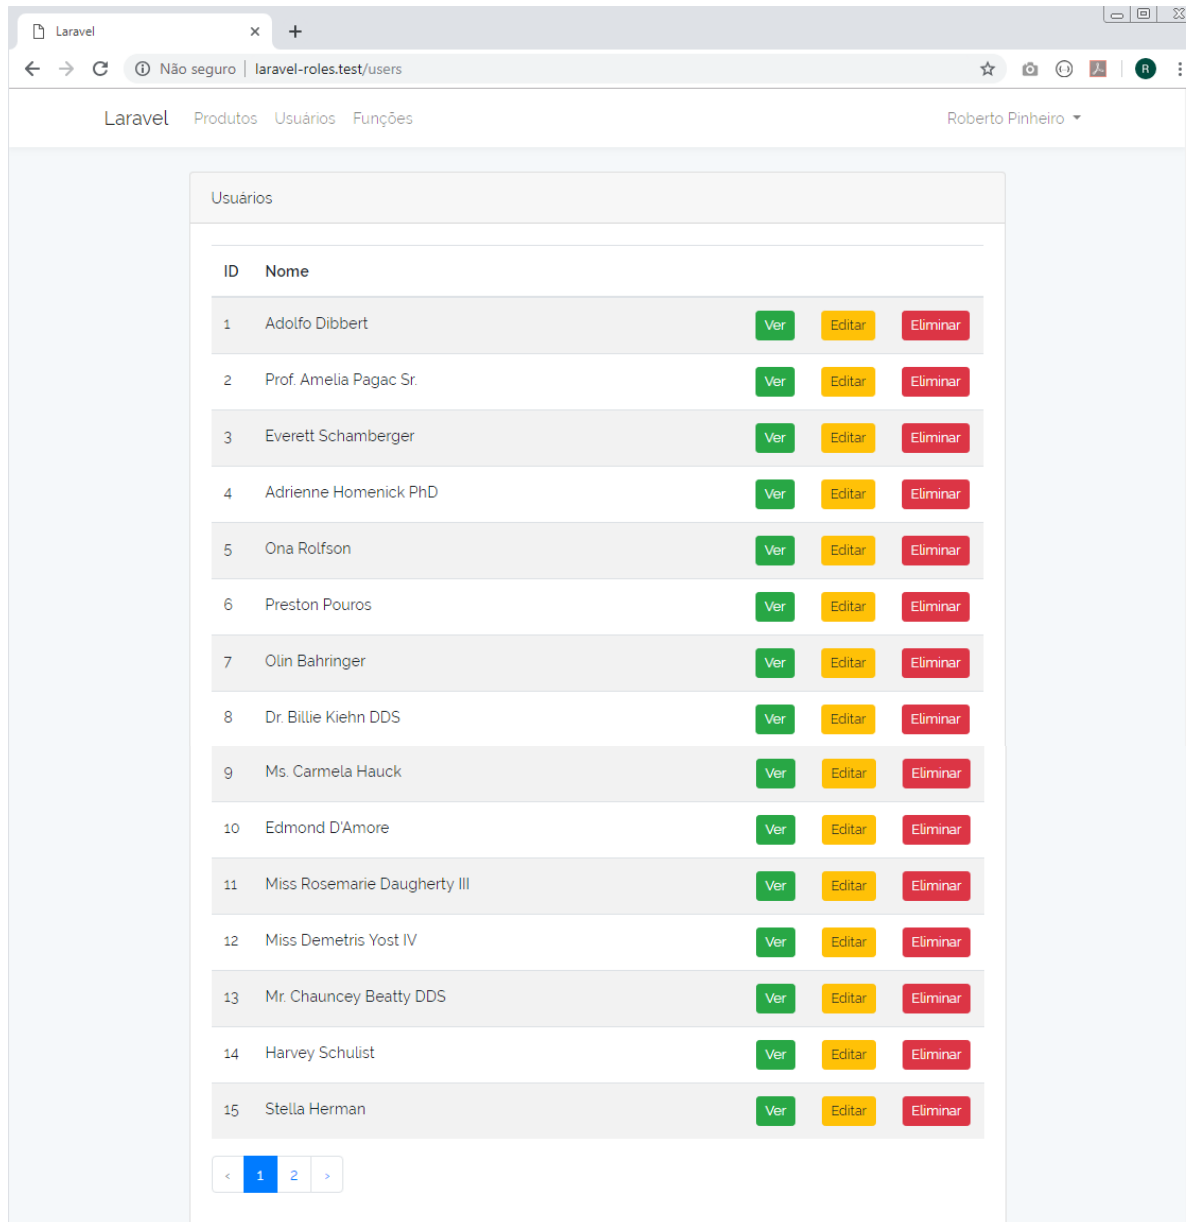 Laravel
Não seguro | laravel-roles.test/users
R
Laravel Produtos Usuários Funções Roberto Pinheiro
Usuários
ID Nome
1 Adolfo Dibbert Ver Editar Eliminar
2 Prof. Amelia Pagac Sr. Ver Editar Eliminar
3 Everett Schamberger Ver Editar Eliminar
4 Adrienne Homenick PhD Ver Editar Eliminar
5 Ona Rolfson Ver Editar Eliminar
6 Preston Pouros Ver Editar Eliminar
7 Olin Bahringer Ver Editar Eliminar
8 Dr. Billie Kiehn DDS Ver Editar Eliminar
9 Ms. Carmela Hauck Ver Editar Eliminar
10 Edmond D'Amore Ver Editar Eliminar
11 Miss Rosemarie Daugherty III Ver Editar Eliminar
12 Miss Demetris Yost IV Ver Editar Eliminar
13 Mr. Chauncey Beatty DDS Ver Editar Eliminar
14 Harvey Schulist Ver Editar Eliminar
15 Stella Herman Ver Editar Eliminar
‹ 1 2 ›